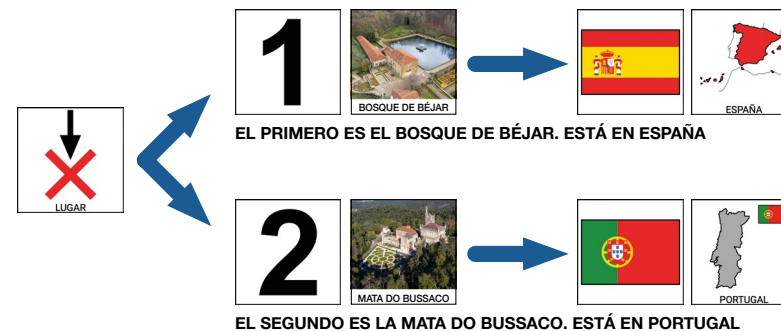 1
BOSQUE DE BÉJAR
ESPAÑA
EL PRIMERO ES EL BOSQUE DE BÉJAR. ESTÁ EN ESPAÑA
LUGAR
2
MATA DO BUSSACO
PORTUGAL
EL SEGUNDO ES LA MATA DO BUSSACO. ESTÁ EN PORTUGAL